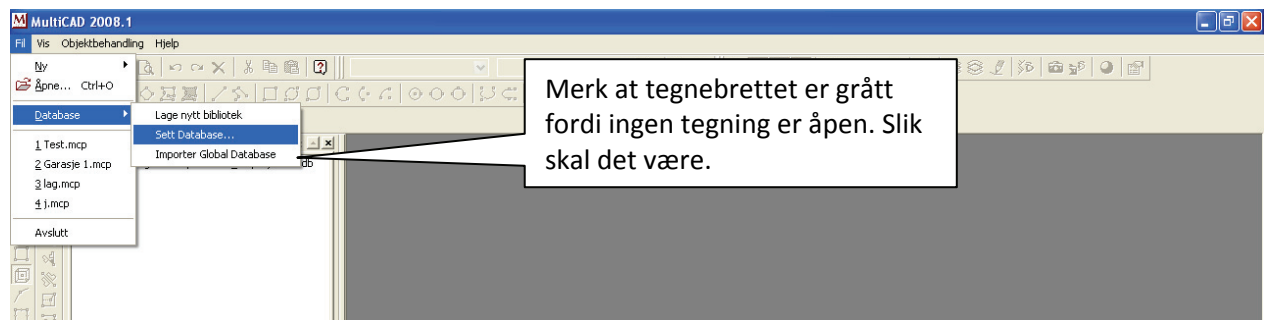 MultiCAD 2008.1
Fil Vis Objektbehandling Hjelp
Ny
Åpne... Ctrl+O
Database
1 Test.mcp
2 Garasje 1.mcp
3 lag.mcp
4 j.mcp
Avslutt
Lage nytt bibliotek
Sett Database...
Importer Global Database
db
Merk at tegnebrettet er grått
fordi ingen tegning er åpen. Slik
skal det være.